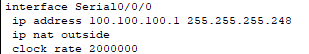 interface Serial0/0/0
ip address 100.100.100.1 255.255.255.248
ip nat outside
clock rate 2000000